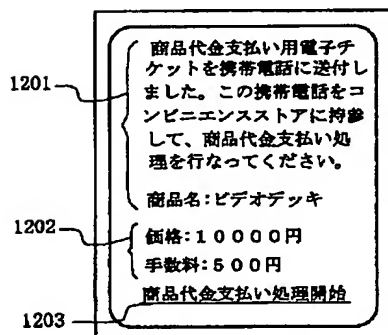 商品代金支払い用電子チ
ケットを携帯電話に送付し
ました。この携帯電話をコ
ンビニエンスストアに持参
して、商品代金支払い処
理を行なってください。
商品名:ビデオデッキ
価格:10000円
手数料:500円
商品代金支払い処理開始
1201
1202
1203